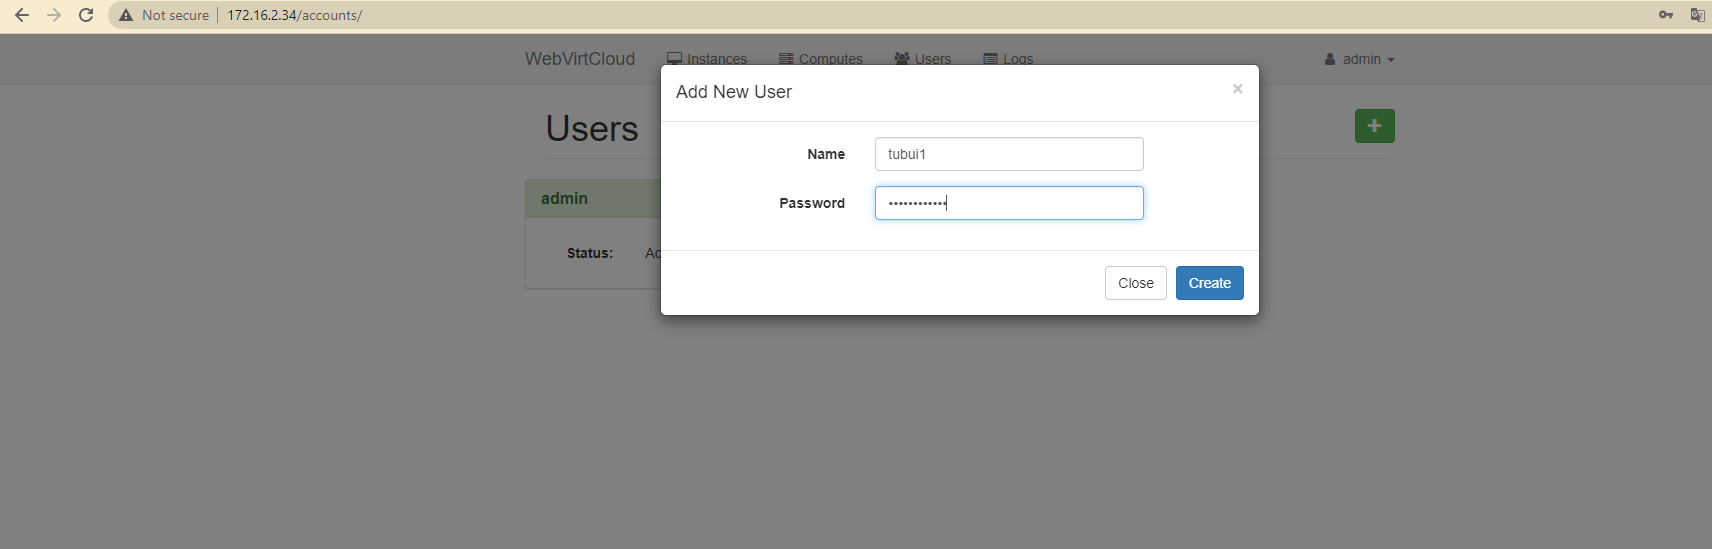 Not secure 172.16.2.34/accounts/
WebVirtCloud Instances Computes Users Logs admin
Add New User ×
Users
Name tubui1
Password ••••••••••••
admin
Status: Ac
Close Create